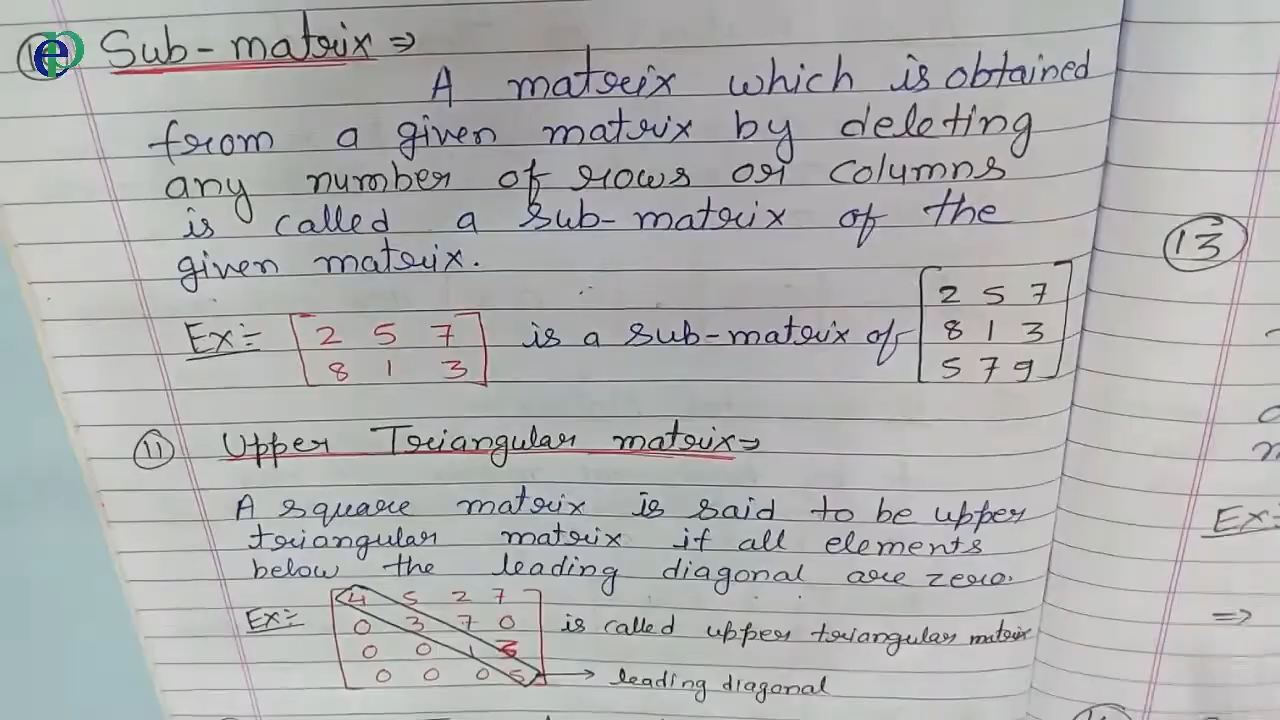 Sub-matrix ⇒
A matrix which is obtained
from a given matrix by deleting
any number of rows or columns
is called a sub-matrix of the
given matrix.
Ex:= [2 5 7 is a sub-matrix of [2 5 7
8 1 3] 8 1 3
5 7 9]
11 Upper Triangular matrix ⇒
A square matrix is said to be upper
triangular matrix if all elements
below the leading diagonal are zero.
Ex:= [4 5 2 7
0 3 7 0 is called upper triangular matrix
0 0 1 3
0 0 0 5] → leading diagonal
13
Ex:=
⇒